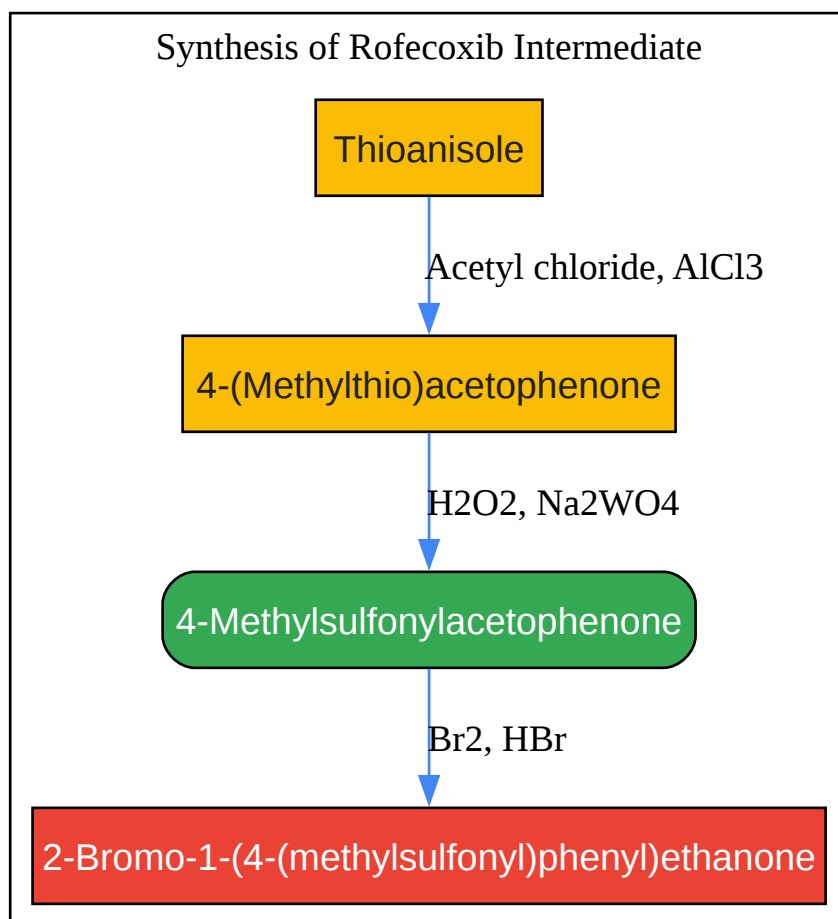 Synthesis of Rofecoxib Intermediate
Thioanisole
Acetyl chloride, AlCl3
4-(Methylthio)acetophenone
H2O2, Na2WO4
4-Methylsulfonylacetophenone
Br2, HBr
2-Bromo-1-(4-(methylsulfonyl)phenyl)ethanone